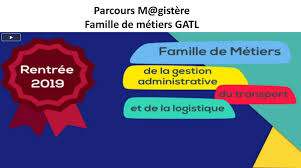 Parcours M@gistère
Famille de métiers GATL
Rentrée
2019
Famille de Métiers
de la gestion
administrative
du transport
et de la logistique